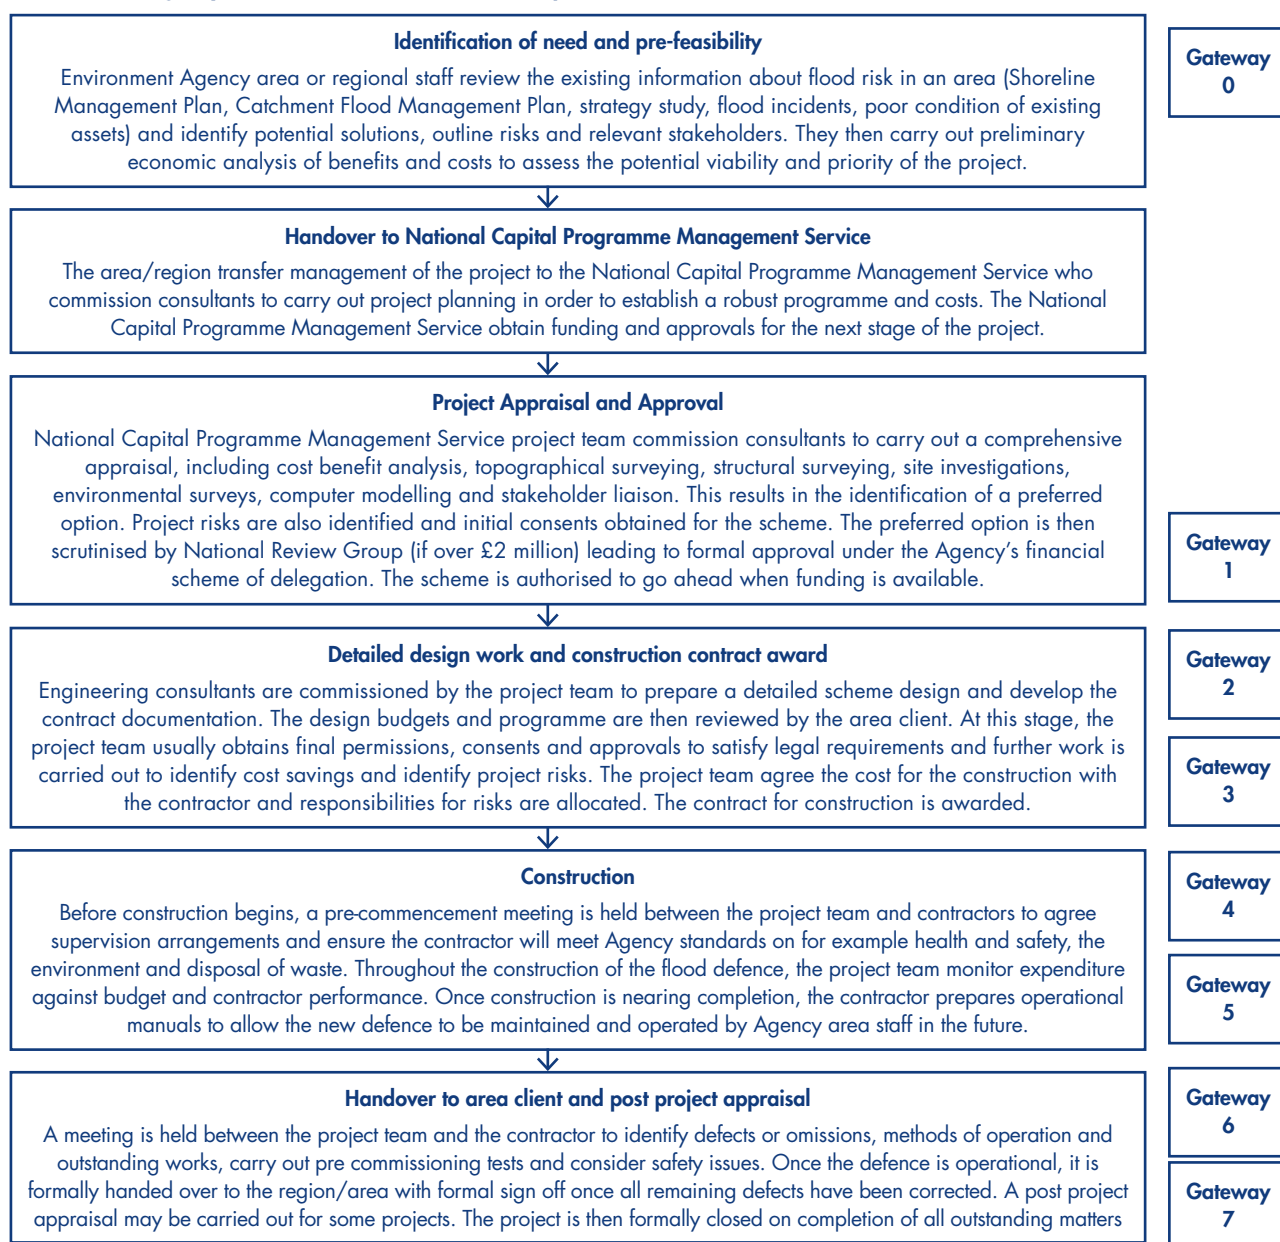 Identification of need and pre-feasibility
Environment Agency area or regional staff review the existing information about flood risk in an area (Shoreline
Management Plan, Catchment Flood Management Plan, strategy study, flood incidents, poor condition of existing
assets) and identify potential solutions, outline risks and relevant stakeholders. They then carry out preliminary
economic analysis of benefits and costs to assess the potential viability and priority of the project.
Gateway
0
Handover to National Capital Programme Management Service
The area/region transfer management of the project to the National Capital Programme Management Service who
commission consultants to carry out project planning in order to establish a robust programme and costs. The National
Capital Programme Management Service obtain funding and approvals for the next stage of the project.
Project Appraisal and Approval
National Capital Programme Management Service project team commission consultants to carry out a comprehensive
appraisal, including cost benefit analysis, topographical surveying, structural surveying, site investigations,
environmental surveys, computer modelling and stakeholder liaison. This results in the identification of a preferred
option. Project risks are also identified and initial consents obtained for the scheme. The preferred option is then
scrutinised by National Review Group (if over £2 million) leading to formal approval under the Agency's financial
scheme of delegation. The scheme is authorised to go ahead when funding is available.
Gateway
1
Detailed design work and construction contract award
Engineering consultants are commissioned by the project team to prepare a detailed scheme design and develop the
contract documentation. The design budgets and programme are then reviewed by the area client. At this stage, the
project team usually obtains final permissions, consents and approvals to satisfy legal requirements and further work is
carried out to identify cost savings and identify project risks. The project team agree the cost for the construction with
the contractor and responsibilities for risks are allocated. The contract for construction is awarded.
Gateway
2
Gateway
3
Construction
Before construction begins, a pre-commencement meeting is held between the project team and contractors to agree
supervision arrangements and ensure the contractor will meet Agency standards on for example health and safety, the
environment and disposal of waste. Throughout the construction of the flood defence, the project team monitor expenditure
against budget and contractor performance. Once construction is nearing completion, the contractor prepares operational
manuals to allow the new defence to be maintained and operated by Agency area staff in the future.
Gateway
4
Gateway
5
Handover to area client and post project appraisal
A meeting is held between the project team and the contractor to identify defects or omissions, methods of operation and
outstanding works, carry out pre commissioning tests and consider safety issues. Once the defence is operational, it is
formally handed over to the region/area with formal sign off once all remaining defects have been corrected. A post project
appraisal may be carried out for some projects. The project is then formally closed on completion of all outstanding matters
Gateway
6
Gateway
7